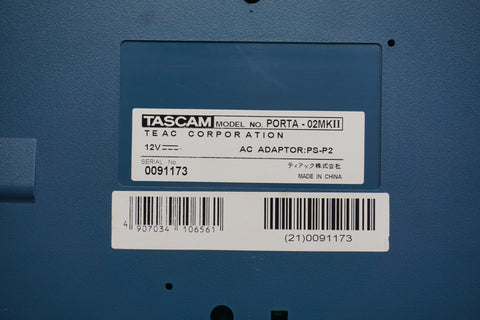 TASCAM MODEL NO. PORTA - 02MKII
TEAC CORPORATION
12V⎓ AC ADAPTOR:PS-P2
SERIAL No.
0091173
ティアック株式会社
MADE IN CHINA
4 907034 106561
(21)0091173